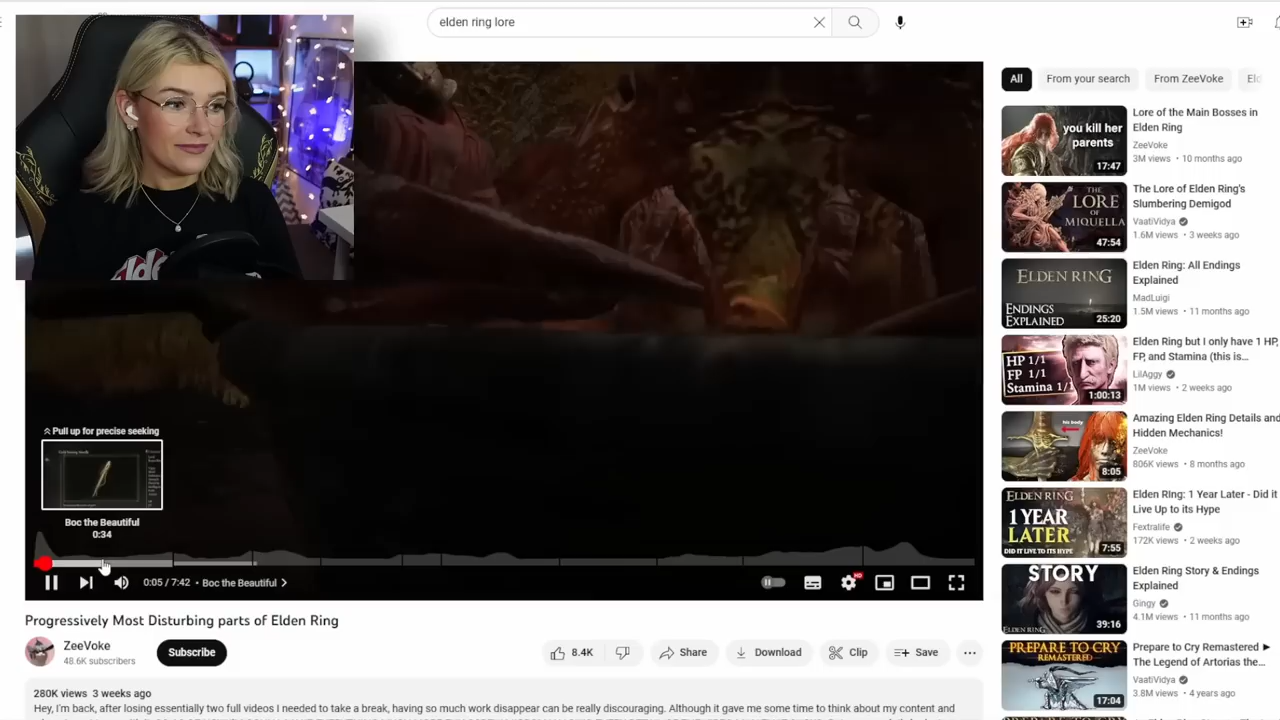 elden ring lore
All
From your search
From ZeeVoke
you kill her
parents
17:47
Lore of the Main Bosses in
Elden Ring
ZeeVoke
3M views • 10 months ago
THE
LORE
OF
MIQUELLA
47:54
The Lore of Elden Ring's
Slumbering Demigod
VaatiVidya
1.6M views • 3 weeks ago
ELDEN RING
ENDINGS
EXPLAINED
25:20
Elden Ring: All Endings
Explained
MadLuigi
1.5M views • 11 months ago
HP 1/1
FP 1/1
Stamina 1/1
1:00:13
Elden Ring but I only have 1 HP,
FP, and Stamina (this is...
LilAggy
1M views • 2 weeks ago
his body
8:05
Amazing Elden Ring Details and
Hidden Mechanics!
ZeeVoke
806K views • 8 months ago
ELDEN RING
1 YEAR
LATER
DID IT LIVE UP TO ITS HYPE
7:55
Elden RIng: 1 Year Later - Did it
Live Up to its Hype
Fextralife
172K views • 2 weeks ago
STORY
ELDEN RING
39:16
Elden Ring Story & Endings
Explained
Gingy
4.1M views • 11 months ago
PREPARE TO CRY
REMASTERED
17:04
Prepare to Cry Remastered ►
The Legend of Artorias the...
VaatiVidya
3.8M views • 4 years ago
Pull up for precise seeking
Boc the Beautiful
0:34
0:05 / 7:42 • Boc the Beautiful
HD
Progressively Most Disturbing parts of Elden Ring
ZeeVoke
48.6K subscribers
Subscribe
8.4K
Share
Download
Clip
Save
280K views 3 weeks ago
Hey, I'm back, after losing essentially two full videos I needed to take a break, having so much work disappear can be really discouraging. Although it gave me some time to think about my content and